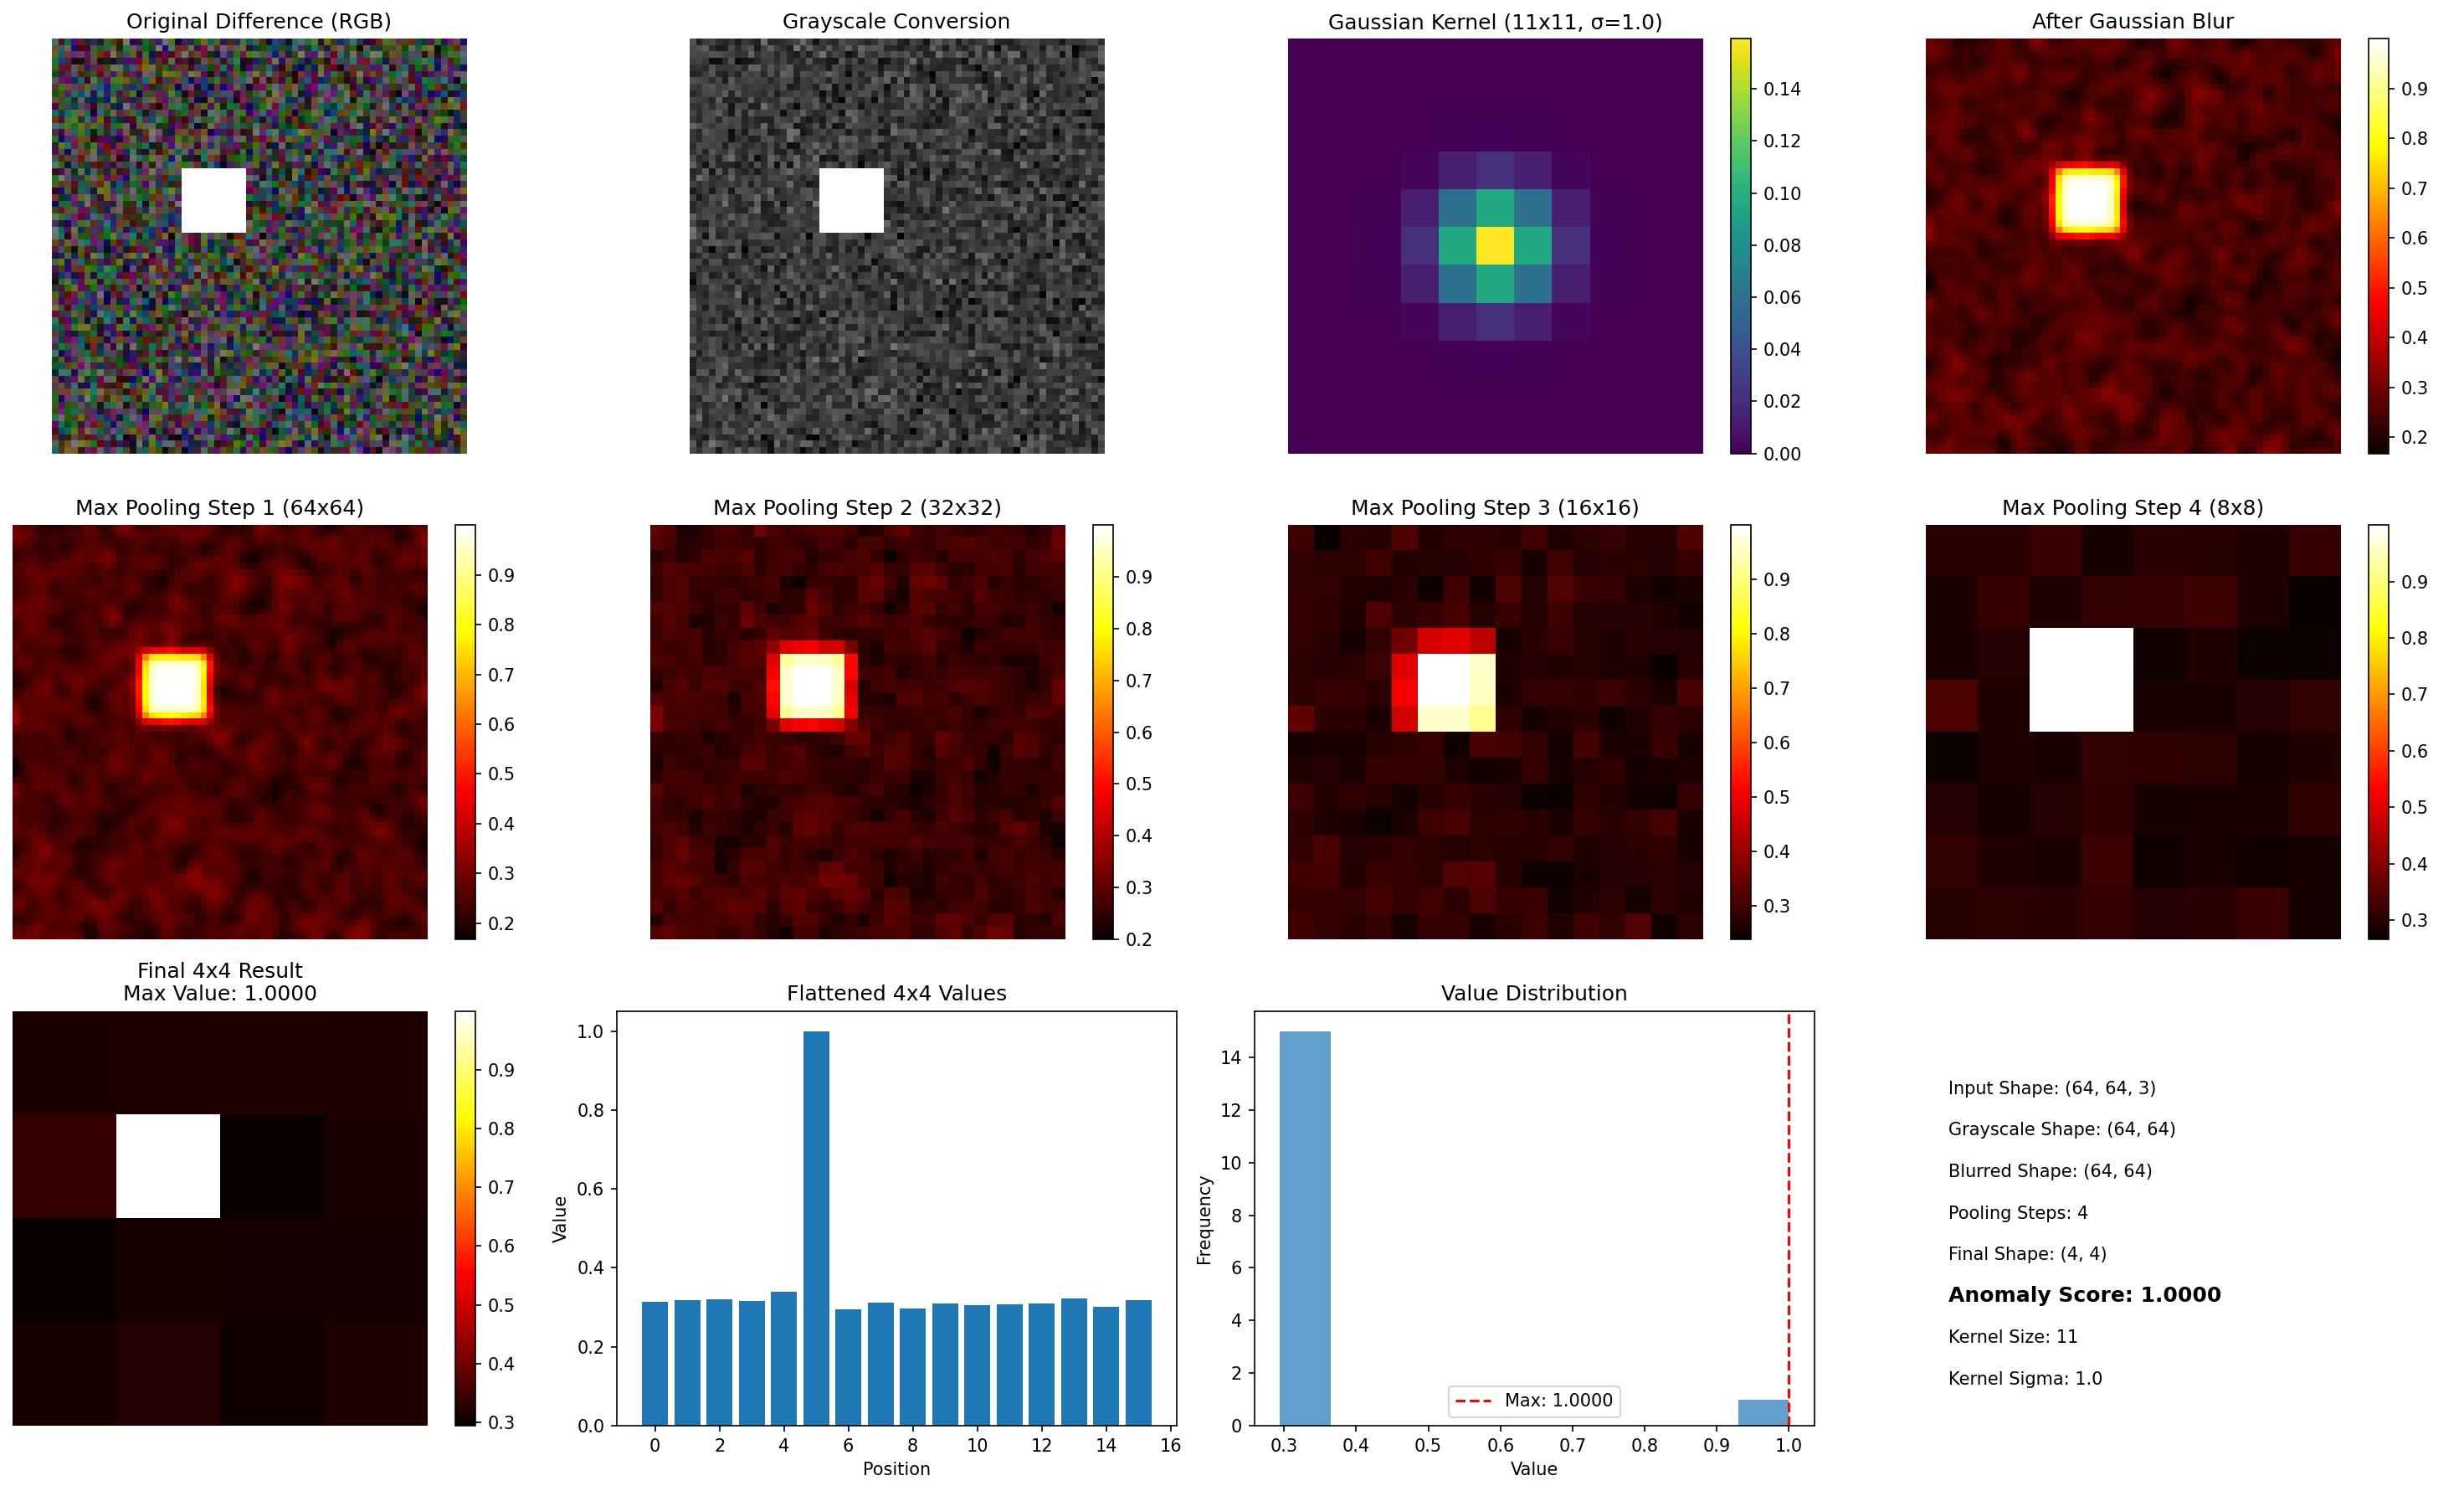 Original Difference (RGB)
Grayscale Conversion
Gaussian Kernel (11x11, σ=1.0)
0.14
0.12
0.10
0.08
0.06
0.04
0.02
0.00
After Gaussian Blur
0.9
0.8
0.7
0.6
0.5
0.4
0.3
0.2
Max Pooling Step 1 (64x64)
0.9
0.8
0.7
0.6
0.5
0.4
0.3
0.2
Max Pooling Step 2 (32x32)
0.9
0.8
0.7
0.6
0.5
0.4
0.3
0.2
Max Pooling Step 3 (16x16)
0.9
0.8
0.7
0.6
0.5
0.4
0.3
Max Pooling Step 4 (8x8)
0.9
0.8
0.7
0.6
0.5
0.4
0.3
Final 4x4 Result
Max Value: 1.0000
0.9
0.8
0.7
0.6
0.5
0.4
0.3
Flattened 4x4 Values
Value
1.0
0.8
0.6
0.4
0.2
0.0
0 2 4 6 8 10 12 14 16
Position
Value Distribution
Frequency
14
12
10
8
6
4
2
0
Max: 1.0000
0.3 0.4 0.5 0.6 0.7 0.8 0.9 1.0
Value
Input Shape: (64, 64, 3)
Grayscale Shape: (64, 64)
Blurred Shape: (64, 64)
Pooling Steps: 4
Final Shape: (4, 4)
Anomaly Score: 1.0000
Kernel Size: 11
Kernel Sigma: 1.0